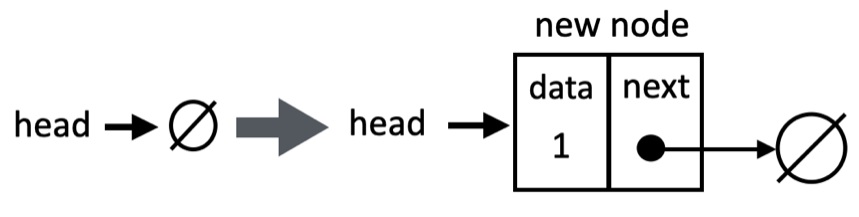 new node
head ∅ head data next ∅
1